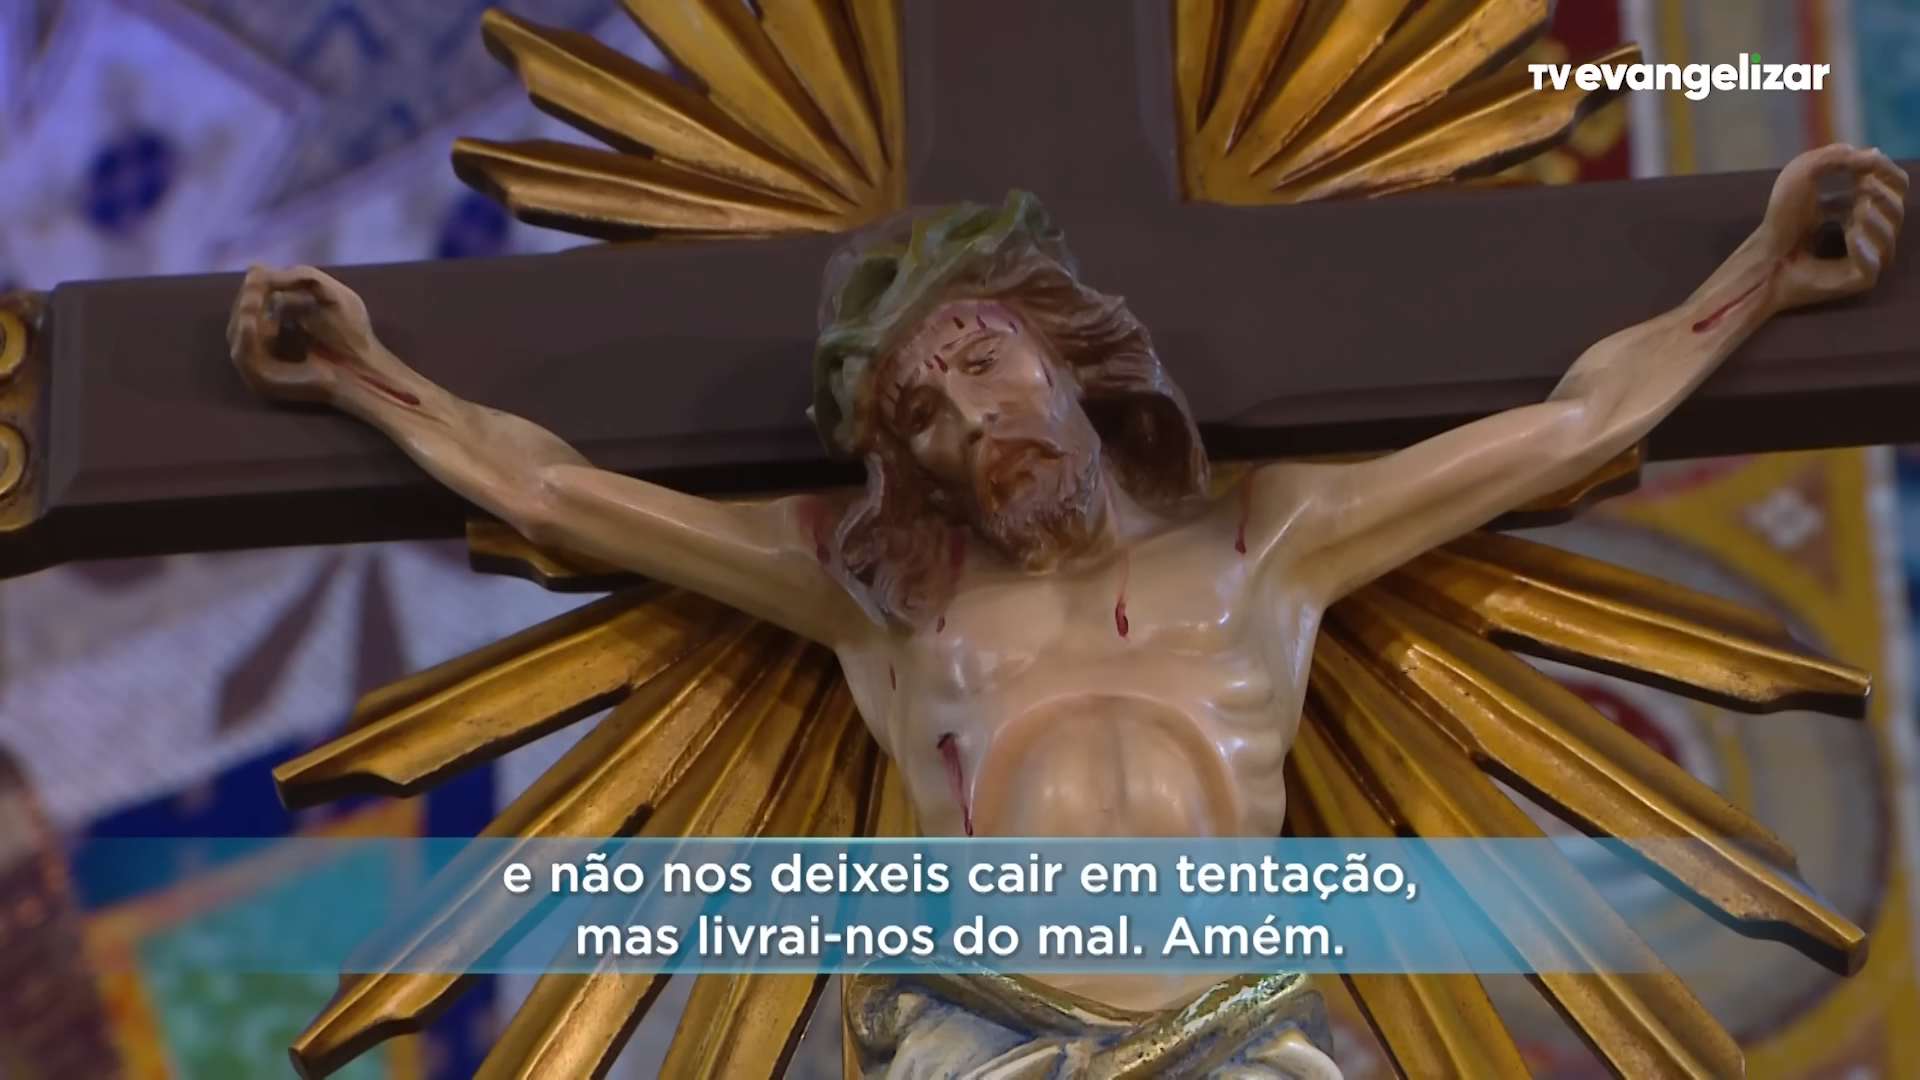 TVevangelizar
e não nos deixeis cair em tentação,
mas livrai-nos do mal. Amém.